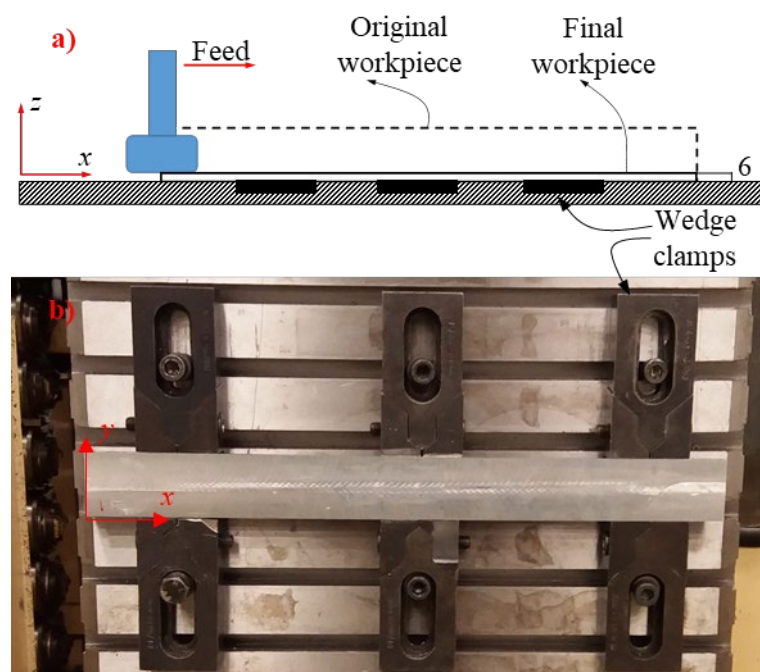 a)
Feed
Original
workpiece
Final
workpiece
z
x
6
Wedge
clamps
b)
y
x